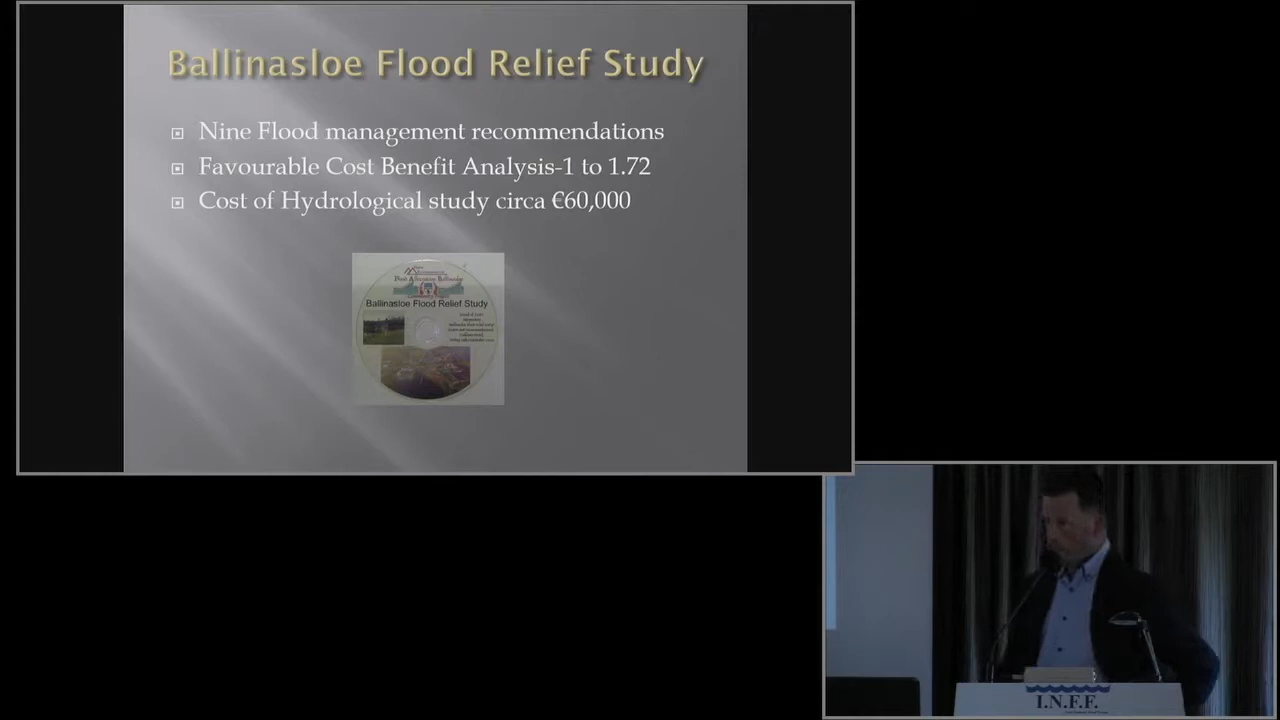 Ballinasloe Flood Relief Study
Nine Flood management recommendations
Favourable Cost Benefit Analysis-1 to 1.72
Cost of Hydrological study circa €60,000
Ballinasloe Flood Relief Study
I.N.F.F.